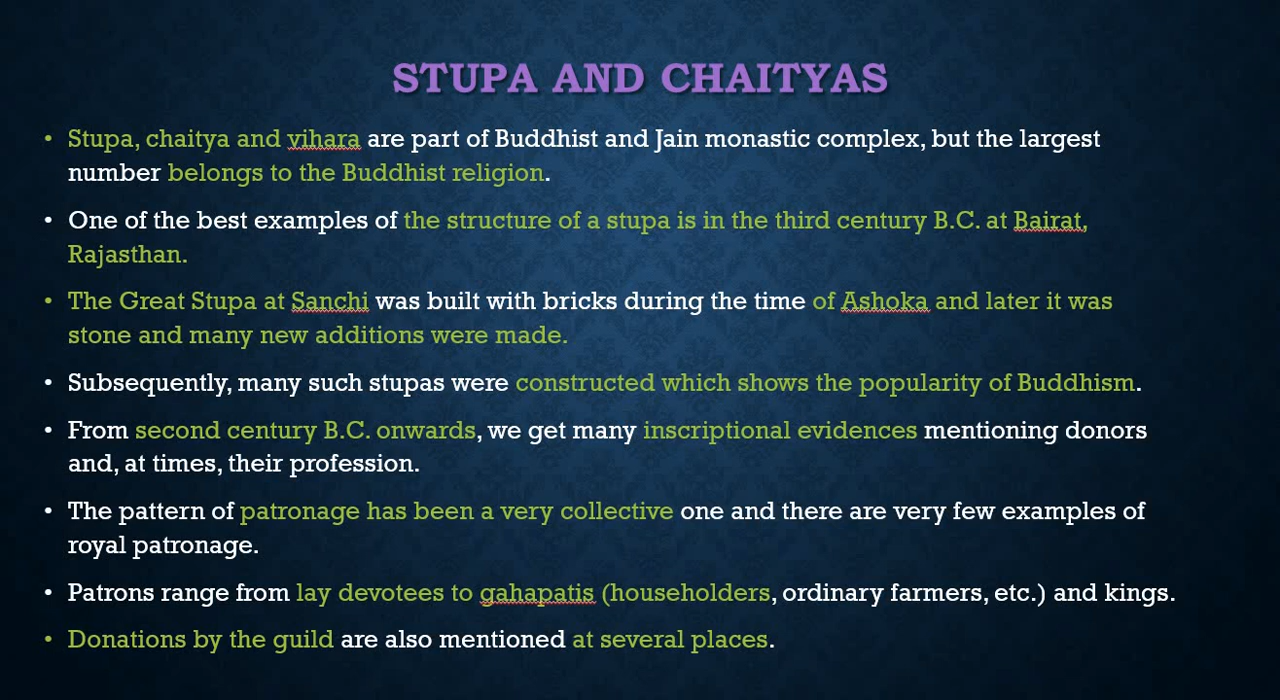 STUPA AND CHAITYAS
• Stupa, chaitya and vihara are part of Buddhist and Jain monastic complex, but the largest
number belongs to the Buddhist religion.
• One of the best examples of the structure of a stupa is in the third century B.C. at Bairat,
Rajasthan.
• The Great Stupa at Sanchi was built with bricks during the time of Ashoka and later it was
stone and many new additions were made.
• Subsequently, many such stupas were constructed which shows the popularity of Buddhism.
• From second century B.C. onwards, we get many inscriptional evidences mentioning donors
and, at times, their profession.
• The pattern of patronage has been a very collective one and there are very few examples of
royal patronage.
• Patrons range from lay devotees to gahapatis (householders, ordinary farmers, etc.) and kings.
• Donations by the guild are also mentioned at several places.